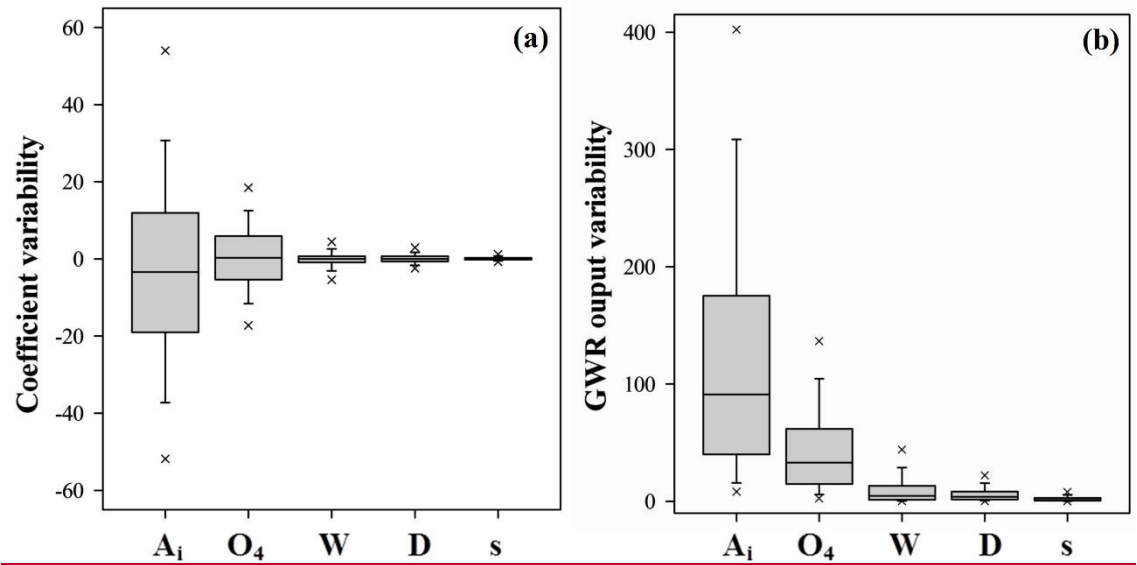 (a)
Coefficient variability
60
40
20
0
-20
-40
-60
Aᵢ O₄ W D s
(b)
GWR ouput variability
400
300
200
100
0
Aᵢ O₄ W D s